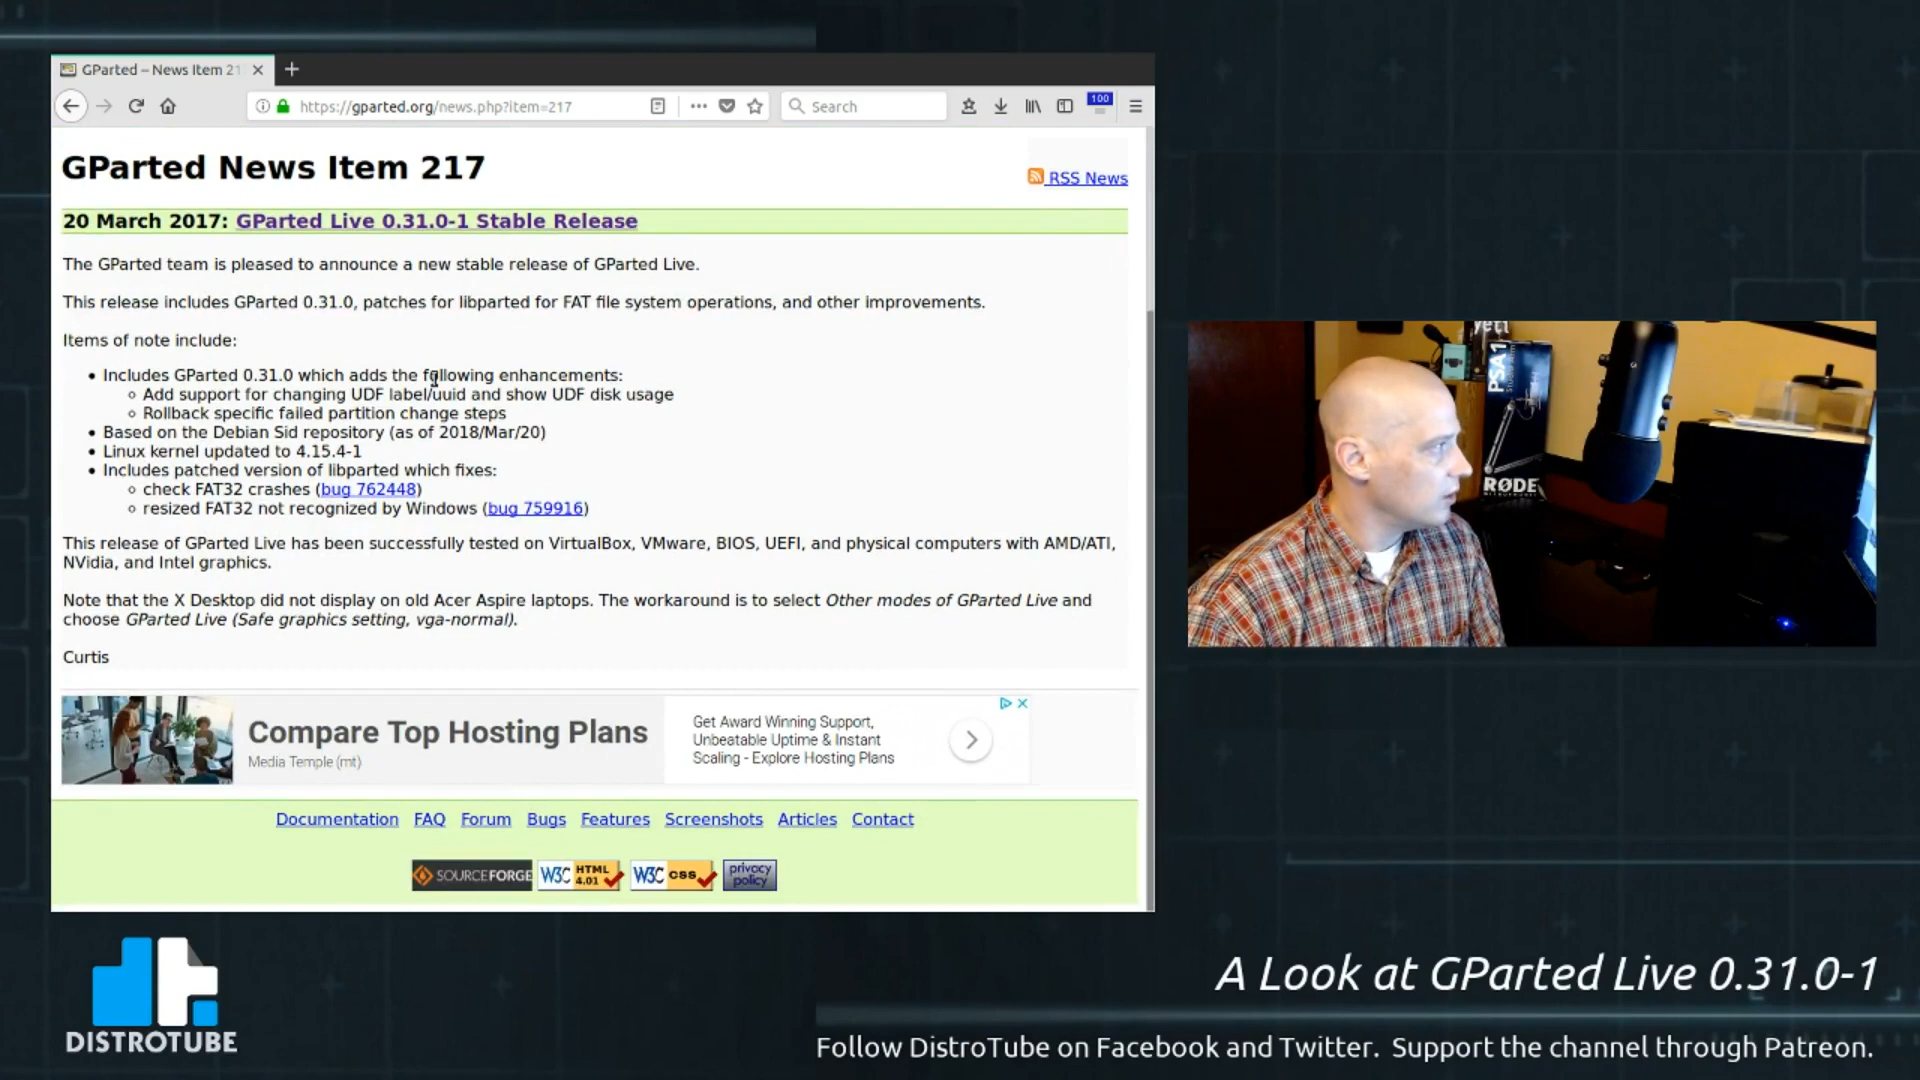 GParted – News Item 21
https://gparted.org/news.php?item=217
Search
100
GParted News Item 217
RSS News
20 March 2017: GParted Live 0.31.0-1 Stable Release
The GParted team is pleased to announce a new stable release of GParted Live.
This release includes GParted 0.31.0, patches for libparted for FAT file system operations, and other improvements.
Items of note include:
Includes GParted 0.31.0 which adds the following enhancements:
Add support for changing UDF label/uuid and show UDF disk usage
Rollback specific failed partition change steps
Based on the Debian Sid repository (as of 2018/Mar/20)
Linux kernel updated to 4.15.4-1
Includes patched version of libparted which fixes:
check FAT32 crashes (bug 762448)
resized FAT32 not recognized by Windows (bug 759916)
This release of GParted Live has been successfully tested on VirtualBox, VMware, BIOS, UEFI, and physical computers with AMD/ATI,
NVidia, and Intel graphics.
Note that the X Desktop did not display on old Acer Aspire laptops. The workaround is to select Other modes of GParted Live and
choose GParted Live (Safe graphics setting, vga-normal).
Curtis
Compare Top Hosting Plans
Media Temple (mt)
Get Award Winning Support,
Unbeatable Uptime & Instant
Scaling - Explore Hosting Plans
Documentation FAQ Forum Bugs Features Screenshots Articles Contact
SOURCEFORGE
W3C HTML 4.01
W3C css
privacy policy
yeti
PSA 1
RØDE
DISTROTUBE
A Look at GParted Live 0.31.0-1
Follow DistroTube on Facebook and Twitter. Support the channel through Patreon.